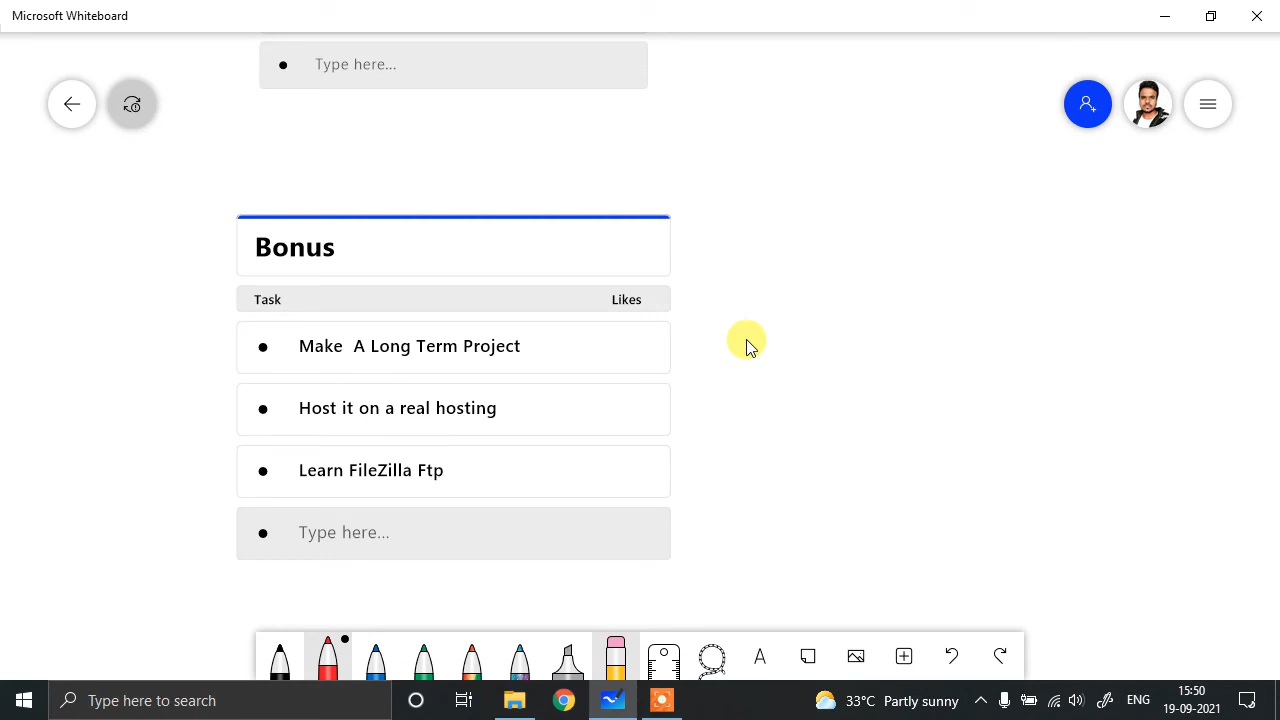 Microsoft Whiteboard
Type here...
Bonus
Task Likes
Make A Long Term Project
Host it on a real hosting
Learn FileZilla Ftp
Type here...
A
Type here to search
33°C Partly sunny
ENG
15:50
19-09-2021